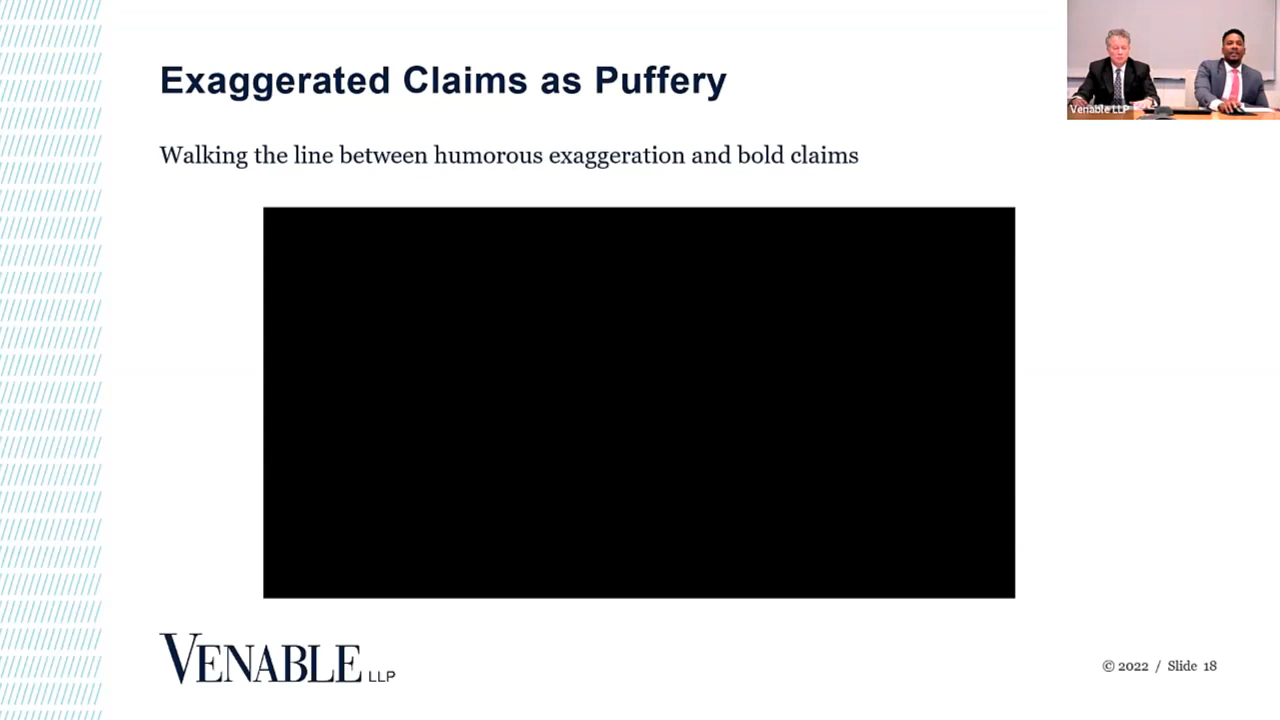 Exaggerated Claims as Puffery
Venable LLP
Walking the line between humorous exaggeration and bold claims
VENABLE LLP
© 2022 / Slide 18